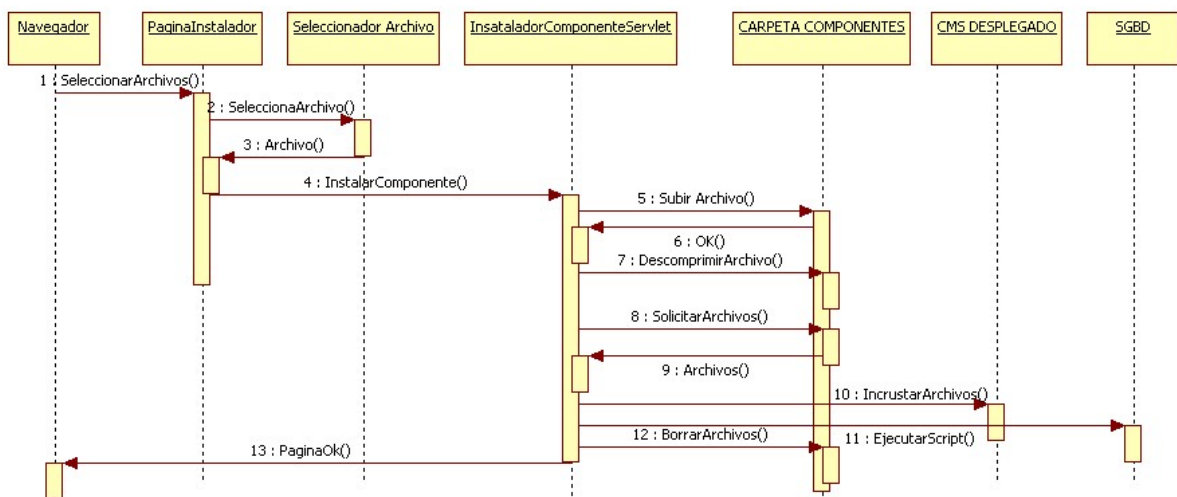 Navegador
PaginaInstalador
Seleccionador Archivo
InsataladorComponenteServlet
CARPETA COMPONENTES
CMS DESPLEGADO
SGBD
1 : SeleccionarArchivos()
2 : SeleccionaArchivo()
3 : Archivo()
4 : InstalarComponente()
5 : Subir Archivo()
6 : OK()
7 : DescomprimirArchivo()
8 : SolicitarArchivos()
9 : Archivos()
10 : IncrustarArchivos()
12 : BorrarArchivos()
11 : EjecutarScript()
13 : PaginaOk()